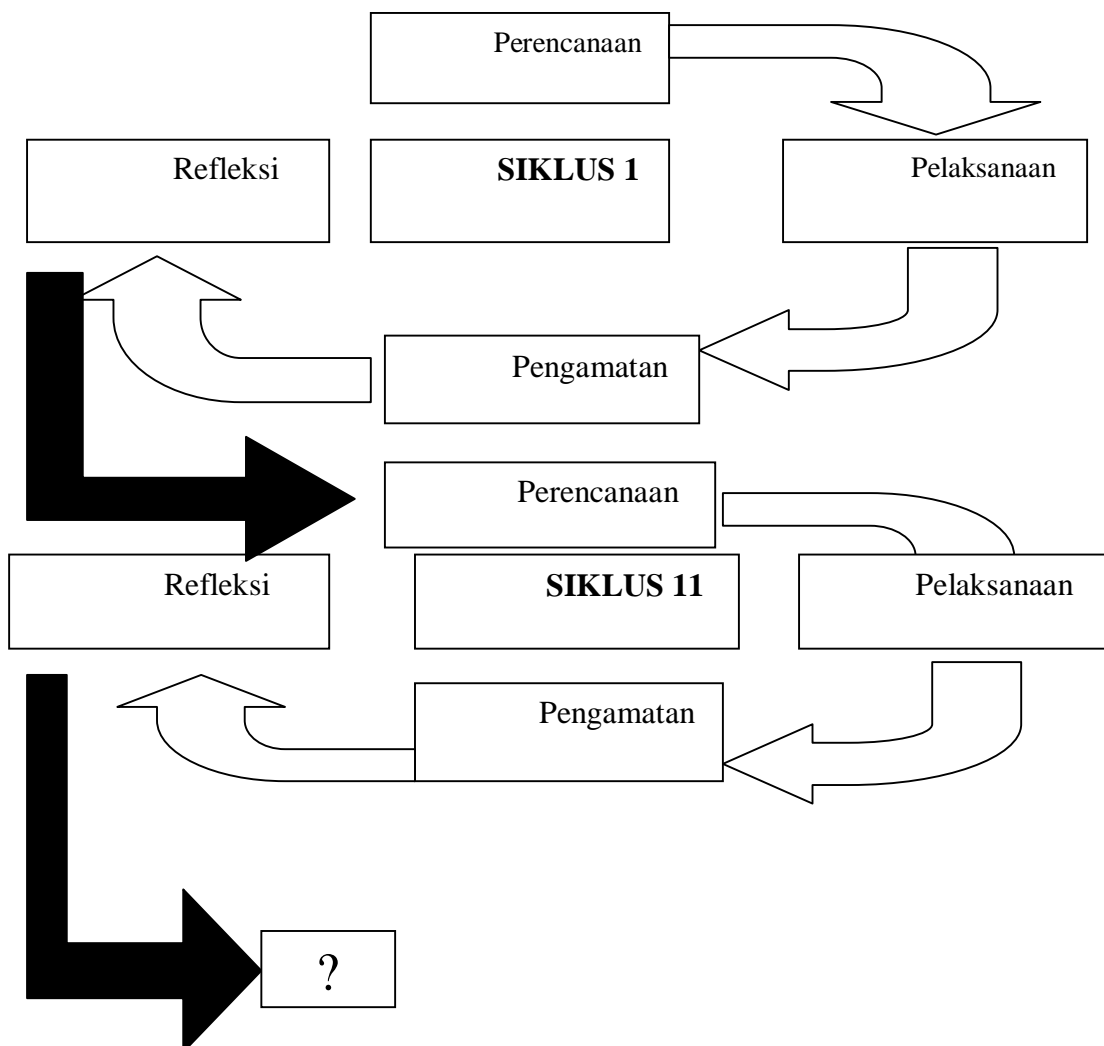 Perencanaan
Refleksi
SIKLUS 1
Pelaksanaan
Pengamatan
Perencanaan
Refleksi
SIKLUS 11
Pelaksanaan
Pengamatan
?